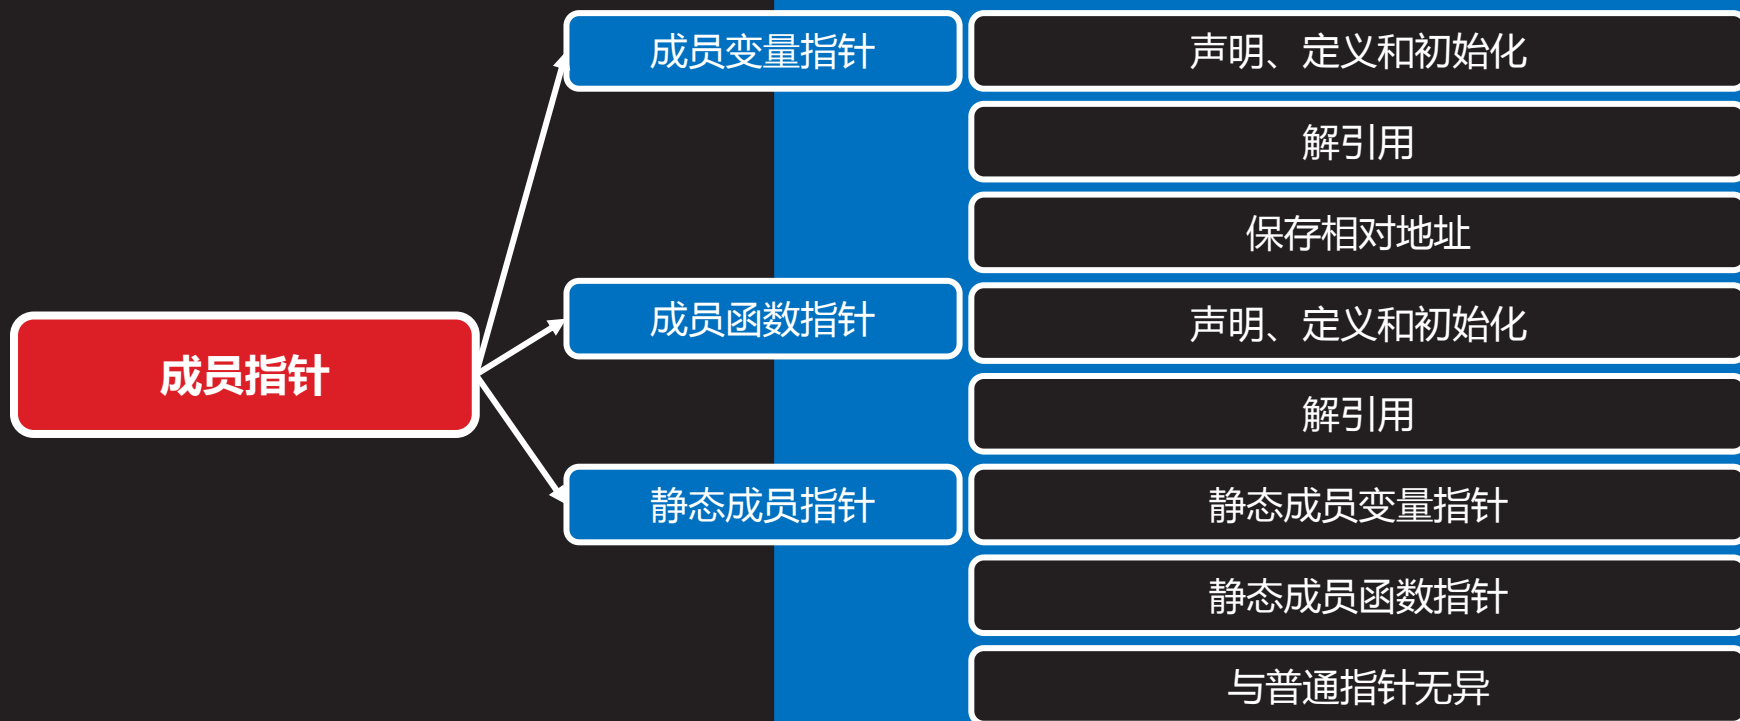 成员指针
成员变量指针
声明、定义和初始化
解引用
保存相对地址
成员函数指针
声明、定义和初始化
解引用
静态成员指针
静态成员变量指针
静态成员函数指针
与普通指针无异